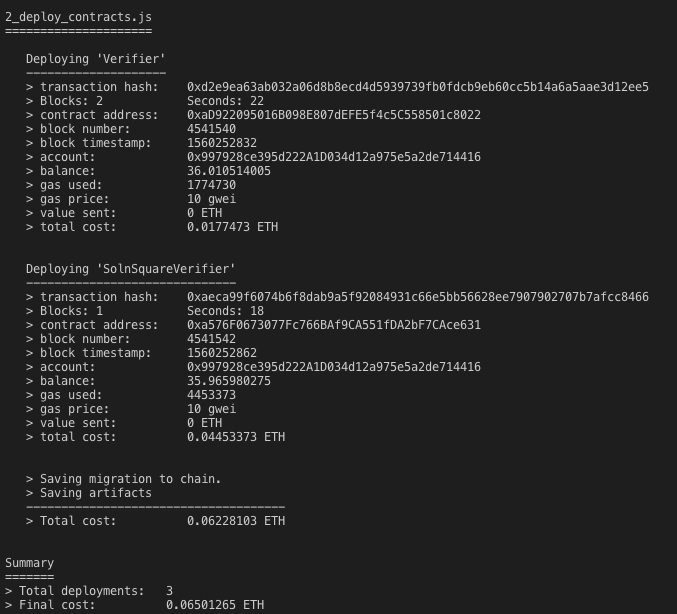 2_deploy_contracts.js
=====================
Deploying 'Verifier'
--------------------
> transaction hash:    0xd2e9ea63ab032a06d8b8ecd4d5939739fb0fdcb9eb60cc5b14a6a5aae3d12ee5
> Blocks: 2            Seconds: 22
> contract address:    0xaD922095016B098E807dEFE5f4c5C558501c8022
> block number:        4541540
> block timestamp:     1560252832
> account:             0x997928ce395d222A1D034d12a975e5a2de714416
> balance:             36.010514005
> gas used:            1774730
> gas price:           10 gwei
> value sent:          0 ETH
> total cost:          0.0177473 ETH
Deploying 'SolnSquareVerifier'
------------------------------
> transaction hash:    0xaeca99f6074b6f8dab9a5f92084931c66e5bb56628ee7907902707b7afcc8466
> Blocks: 1            Seconds: 18
> contract address:    0xa576F0673077Fc766BAf9CA551fDA2bF7CAce631
> block number:        4541542
> block timestamp:     1560252862
> account:             0x997928ce395d222A1D034d12a975e5a2de714416
> balance:             35.965980275
> gas used:            4453373
> gas price:           10 gwei
> value sent:          0 ETH
> total cost:          0.04453373 ETH
> Saving migration to chain.
> Saving artifacts
-------------------------------------
> Total cost:          0.06228103 ETH
Summary
=======
> Total deployments:   3
> Final cost:          0.06501265 ETH